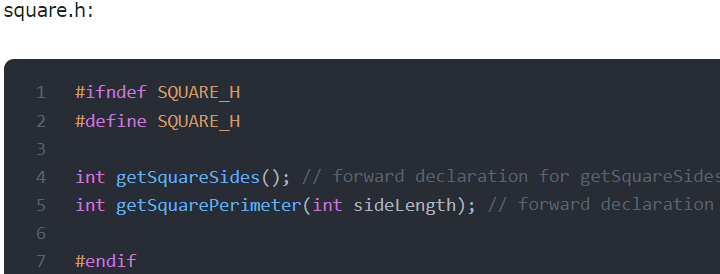 square.h:
1 #ifndef SQUARE_H
2 #define SQUARE_H
3
4 int getSquareSides(); // forward declaration for getSquareSides
5 int getSquarePerimeter(int sideLength); // forward declaration
6
7 #endif